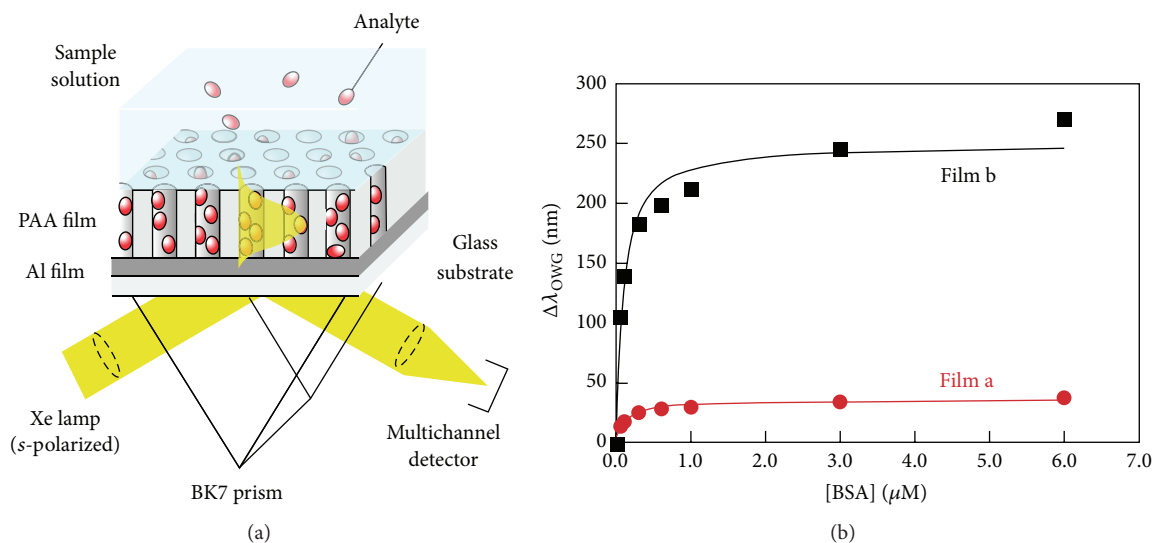 Analyte
Sample
solution
PAA film
Al film
Glass
substrate
Xe lamp
(s-polarized)
Multichannel
detector
BK7 prism
(a)
300
250
200
150
100
50
0
0.0
1.0
2.0
3.0
4.0
5.0
6.0
7.0
Δλ_OWG (nm)
Film b
Film a
[BSA] (μM)
(b)